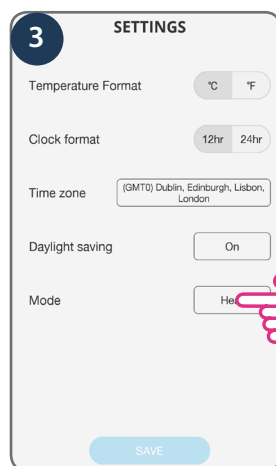 3
SETTINGS
Temperature Format °C °F
Clock format 12hr 24hr
Time zone (GMT0) Dublin, Edinburgh, Lisbon,
London
Daylight saving On
Mode
SAVE